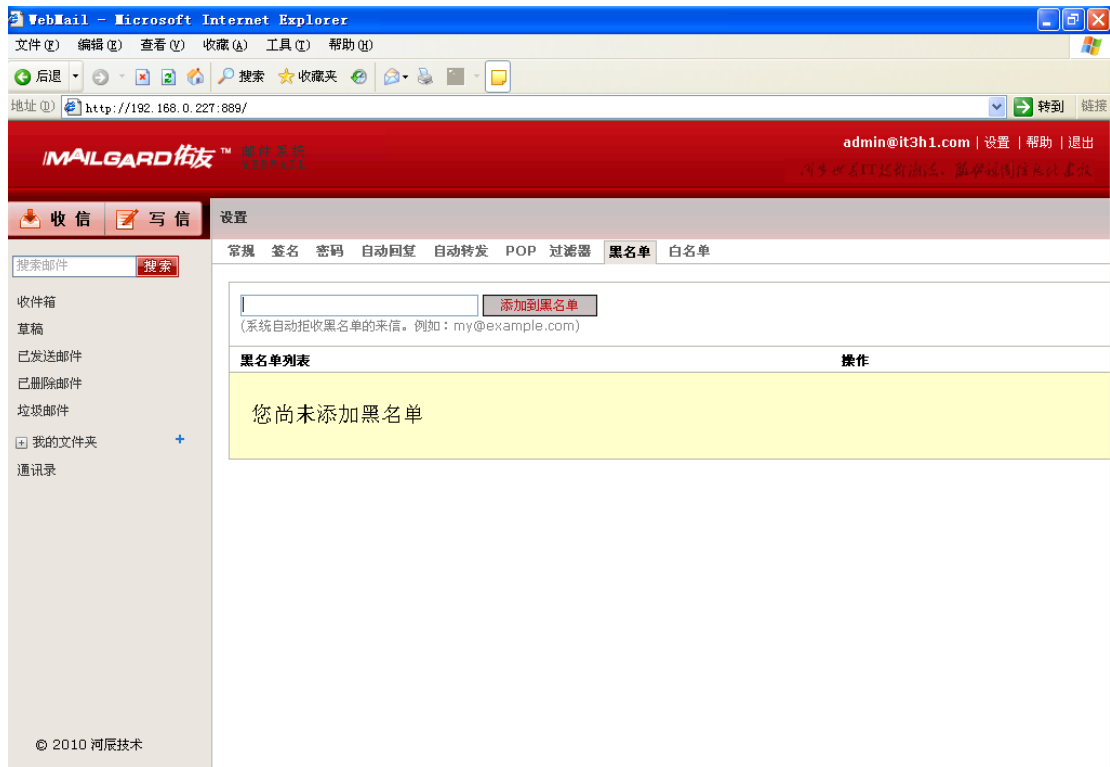 WebMail - Microsoft Internet Explorer
文件(F) 编辑(E) 查看(V) 收藏(A) 工具(T) 帮助(H)
后退 搜索 收藏夹
地址(D) http://192.168.0.227:889/ 转到 链接
admin@it3h1.com | 设置 | 帮助 | 退出
MAILGARD佑友™ 邮件系统
WEBMAIL
收信 写信
设置
常规 签名 密码 自动回复 自动转发 POP 过滤器 黑名单 白名单
搜索邮件 搜索
收件箱
草稿
已发送邮件
已删除邮件
垃圾邮件
我的文件夹 +
通讯录
添加到黑名单
(系统自动拒收黑名单的来信。例如：my@example.com)
黑名单列表 操作
您尚未添加黑名单
© 2010 河辰技术